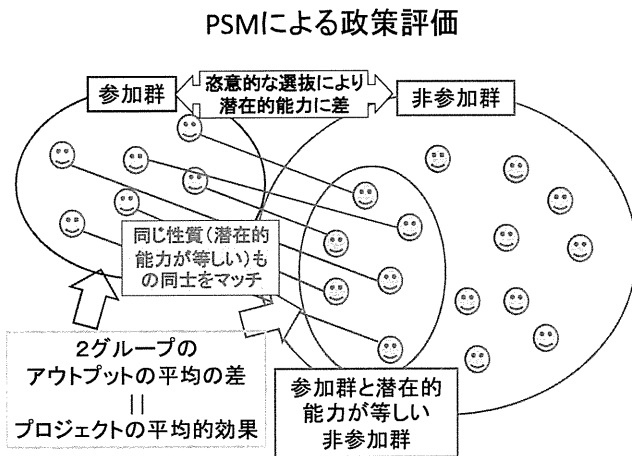 PSMによる政策評価
参加群
恣意的な選抜により
潜在的能力に差
非参加群
同じ性質(潜在的
能力が等しい)も
の同士をマッチ
2グループの
アウトプットの平均の差
||
プロジェクトの平均的効果
参加群と潜在的
能力が等しい
非参加群